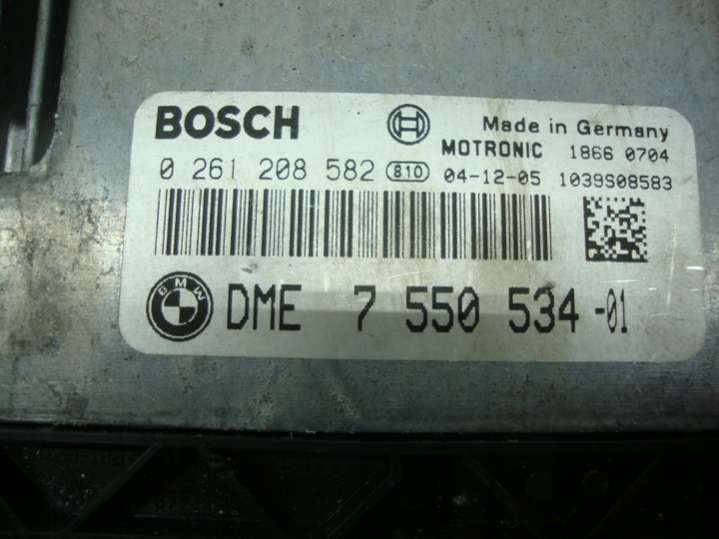 BOSCH
Made in Germany
MOTRONIC 1866 0704
0 261 208 582 810 04-12-05 1039S08583
BMW
DME 7 550 534-01